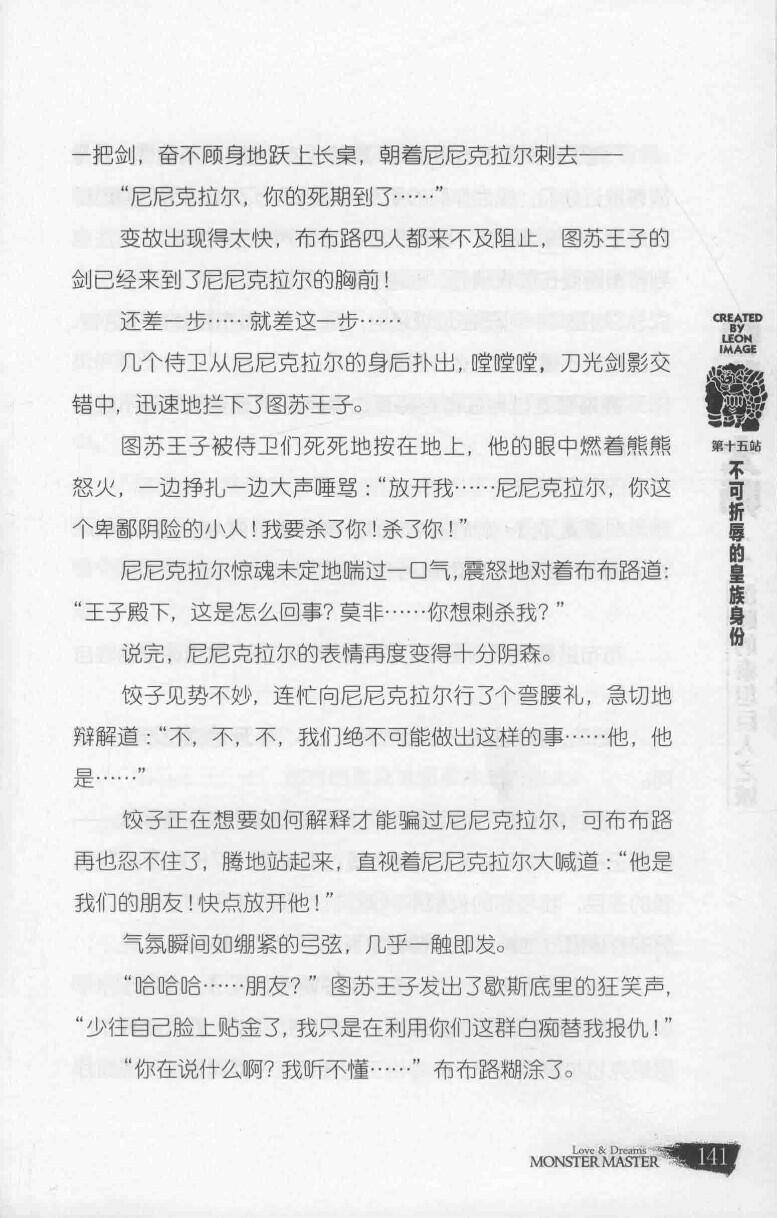 一把剑，奋不顾身地跃上长桌，朝着尼尼克拉尔刺去——
“尼尼克拉尔，你的死期到了……”
变故出现得太快，布布路四人都来不及阻止，图苏王子的
剑已经来到了尼尼克拉尔的胸前！
还差一步……就差这一步……
几个侍卫从尼尼克拉尔的身后扑出，嘡嘡嘡，刀光剑影交
错中，迅速地拦下了图苏王子。
图苏王子被侍卫们死死地按在地上，他的眼中燃着熊熊
怒火，一边挣扎一边大声唾骂：“放开我……尼尼克拉尔，你这
个卑鄙阴险的小人！我要杀了你！杀了你！”
尼尼克拉尔惊魂未定地喘过一口气，震怒地对着布布路道：
“王子殿下，这是怎么回事？莫非……你想刺杀我？”
说完，尼尼克拉尔的表情再度变得十分阴森。
饺子见势不妙，连忙向尼尼克拉尔行了个弯腰礼，急切地
辩解道：“不，不，不，我们绝不可能做出这样的事……他，他
是……”
饺子正在想要如何解释才能骗过尼尼克拉尔，可布布路
再也忍不住了，腾地站起来，直视着尼尼克拉尔大喊道：“他是
我们的朋友！快点放开他！”
气氛瞬间如绷紧的弓弦，几乎一触即发。
“哈哈哈……朋友？”图苏王子发出了歇斯底里的狂笑声，
“少往自己脸上贴金了，我只是在利用你们这群白痴替我报仇！”
“你在说什么啊？我听不懂……”布布路糊涂了。
CREATED
BY
LEON
IMAGE
第十五站
不可折辱的皇族身份
Love & Dreams
MONSTER MASTER
141